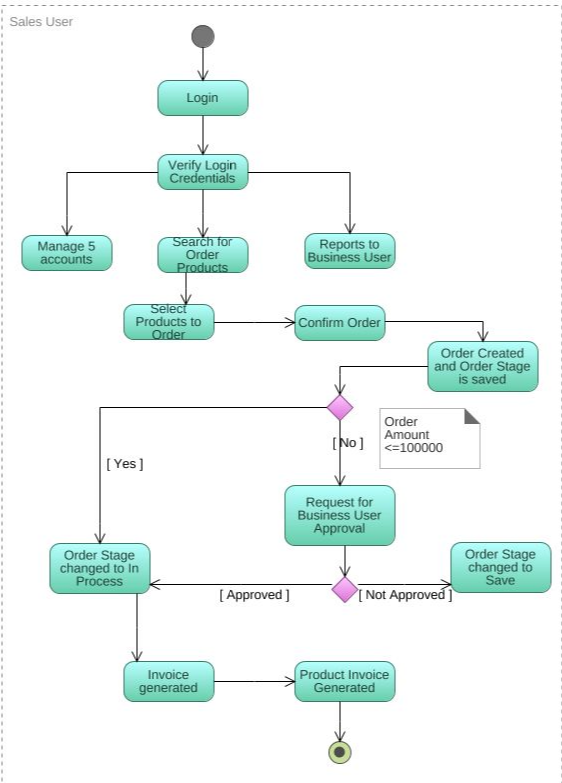 Sales User
Login
Verify Login
Credentials
Manage 5
accounts
Search for
Order
Products
Reports to
Business User
Select
Products to
Order
Confirm Order
Order Created
and Order Stage
is saved
Order
Amount
<=100000
[ No ]
[ Yes ]
Request for
Business User
Approval
Order Stage
changed to In
Process
Order Stage
changed to
Save
[ Approved ]
[ Not Approved ]
Invoice
generated
Product Invoice
Generated